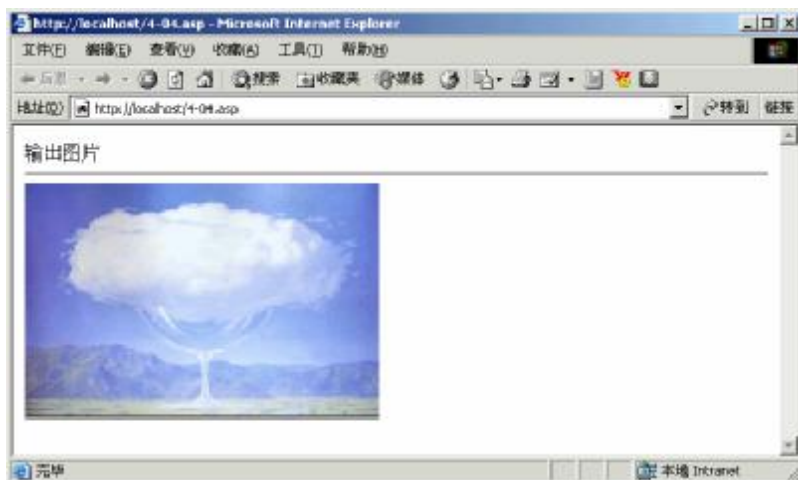 http://localhost/4-04.asp - Microsoft Internet Explorer
文件(F) 编辑(E) 查看(V) 收藏(A) 工具(T) 帮助(H)
后退 搜索 收藏夹 媒体
地址(D) http://localhost/4-04.asp 转到 链接
输出图片
完毕 本地 Intranet